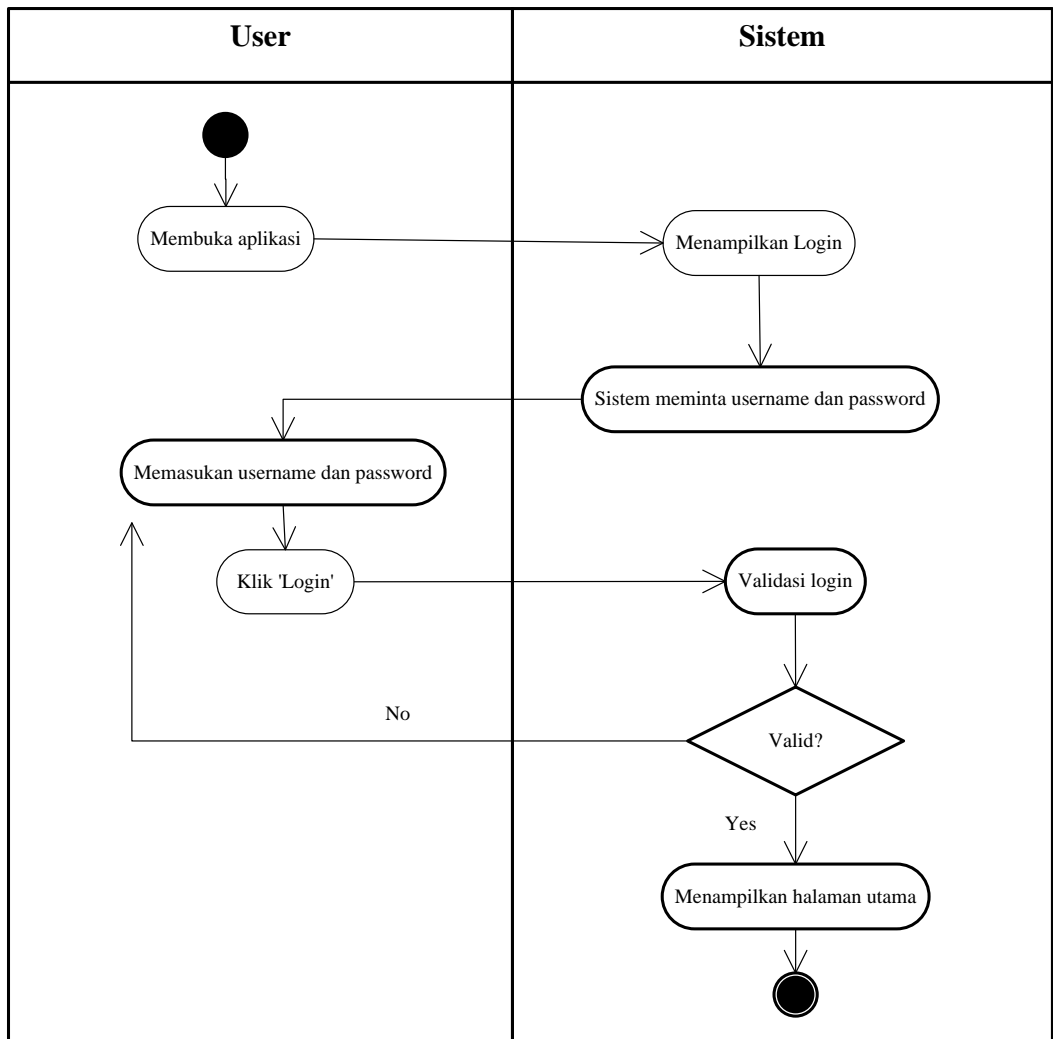 User
Sistem
Membuka aplikasi
Menampilkan Login
Sistem meminta username dan password
Memasukan username dan password
Klik 'Login'
Validasi login
No
Valid?
Yes
Menampilkan halaman utama